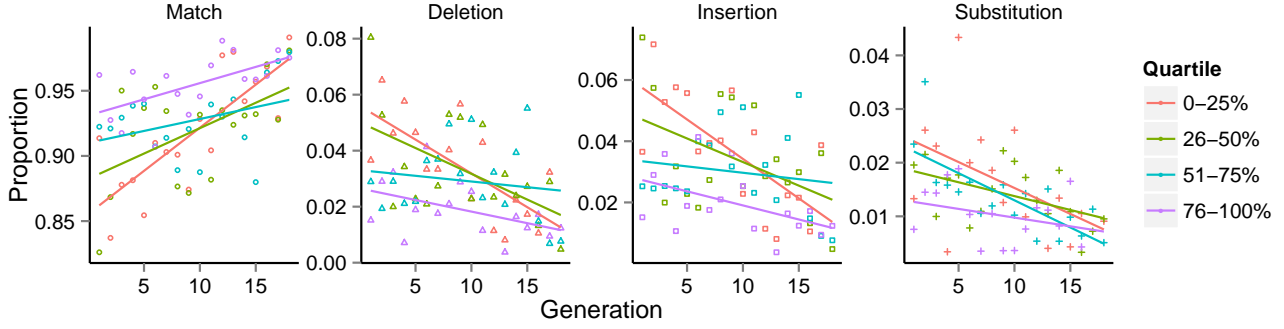 Match
Deletion
Insertion
Substitution
Proportion
0.95
0.90
0.85
0.08
0.06
0.04
0.02
0.00
0.06
0.04
0.02
0.04
0.03
0.02
0.01
5 10 15
5 10 15
5 10 15
5 10 15
Generation
Quartile
0–25%
26–50%
51–75%
76–100%